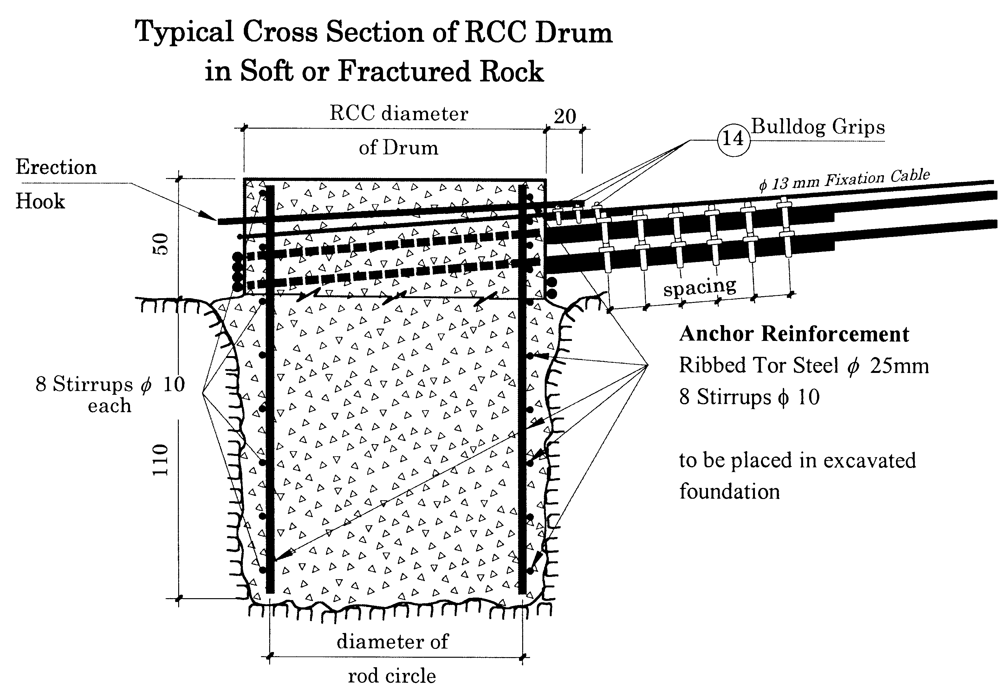 Typical Cross Section of RCC Drum
in Soft or Fractured Rock
RCC diameter
of Drum
20
14
Bulldog Grips
Erection
Hook
ϕ 13 mm Fixation Cable
50
spacing
Anchor Reinforcement
Ribbed Tor Steel ϕ 25mm
8 Stirrups ϕ 10
8 Stirrups ϕ 10
each
110
to be placed in excavated
foundation
diameter of
rod circle